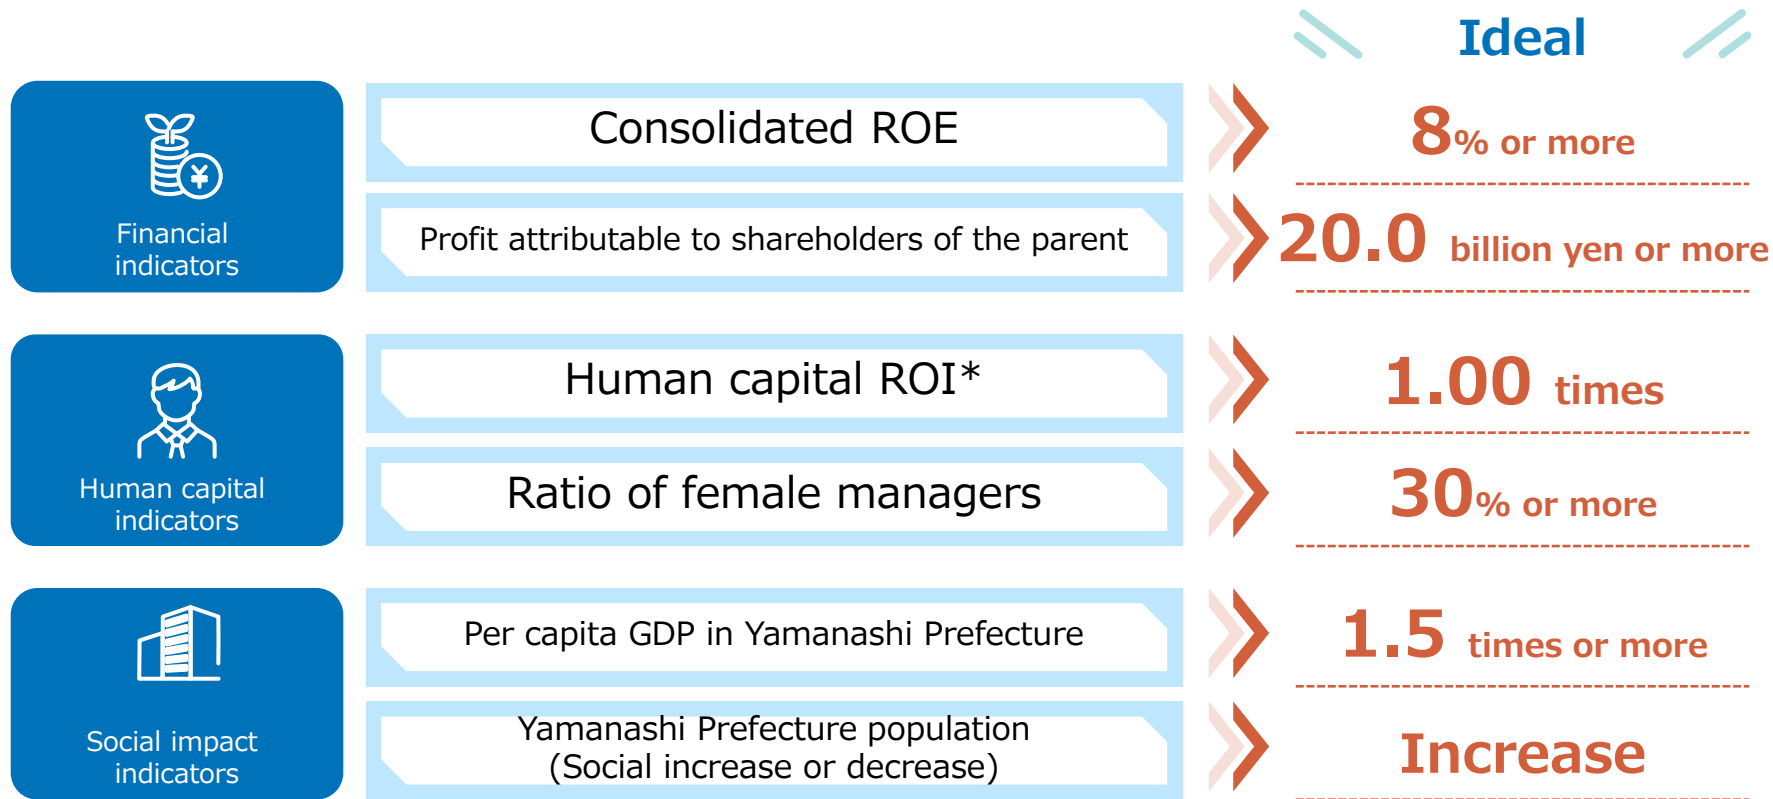 Ideal
Financial
indicators
Consolidated ROE
8% or more
Profit attributable to shareholders of the parent
20.0 billion yen or more
Human capital
indicators
Human capital ROI*
1.00 times
Ratio of female managers
30% or more
Social impact
indicators
Per capita GDP in Yamanashi Prefecture
1.5 times or more
Yamanashi Prefecture population
(Social increase or decrease)
Increase